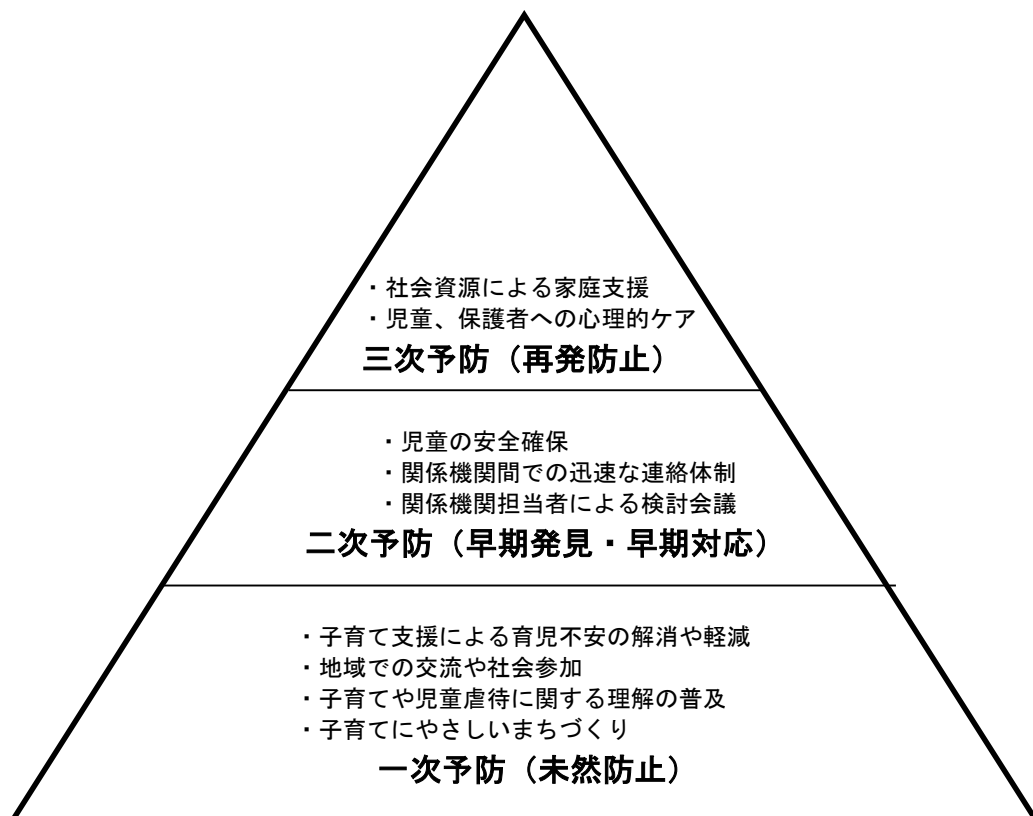 ・社会資源による家庭支援
・児童、保護者への心理的ケア
三次予防（再発防止）
・児童の安全確保
・関係機関間での迅速な連絡体制
・関係機関担当者による検討会議
二次予防（早期発見・早期対応）
・子育て支援による育児不安の解消や軽減
・地域での交流や社会参加
・子育てや児童虐待に関する理解の普及
・子育てにやさしいまちづくり
一次予防（未然防止）